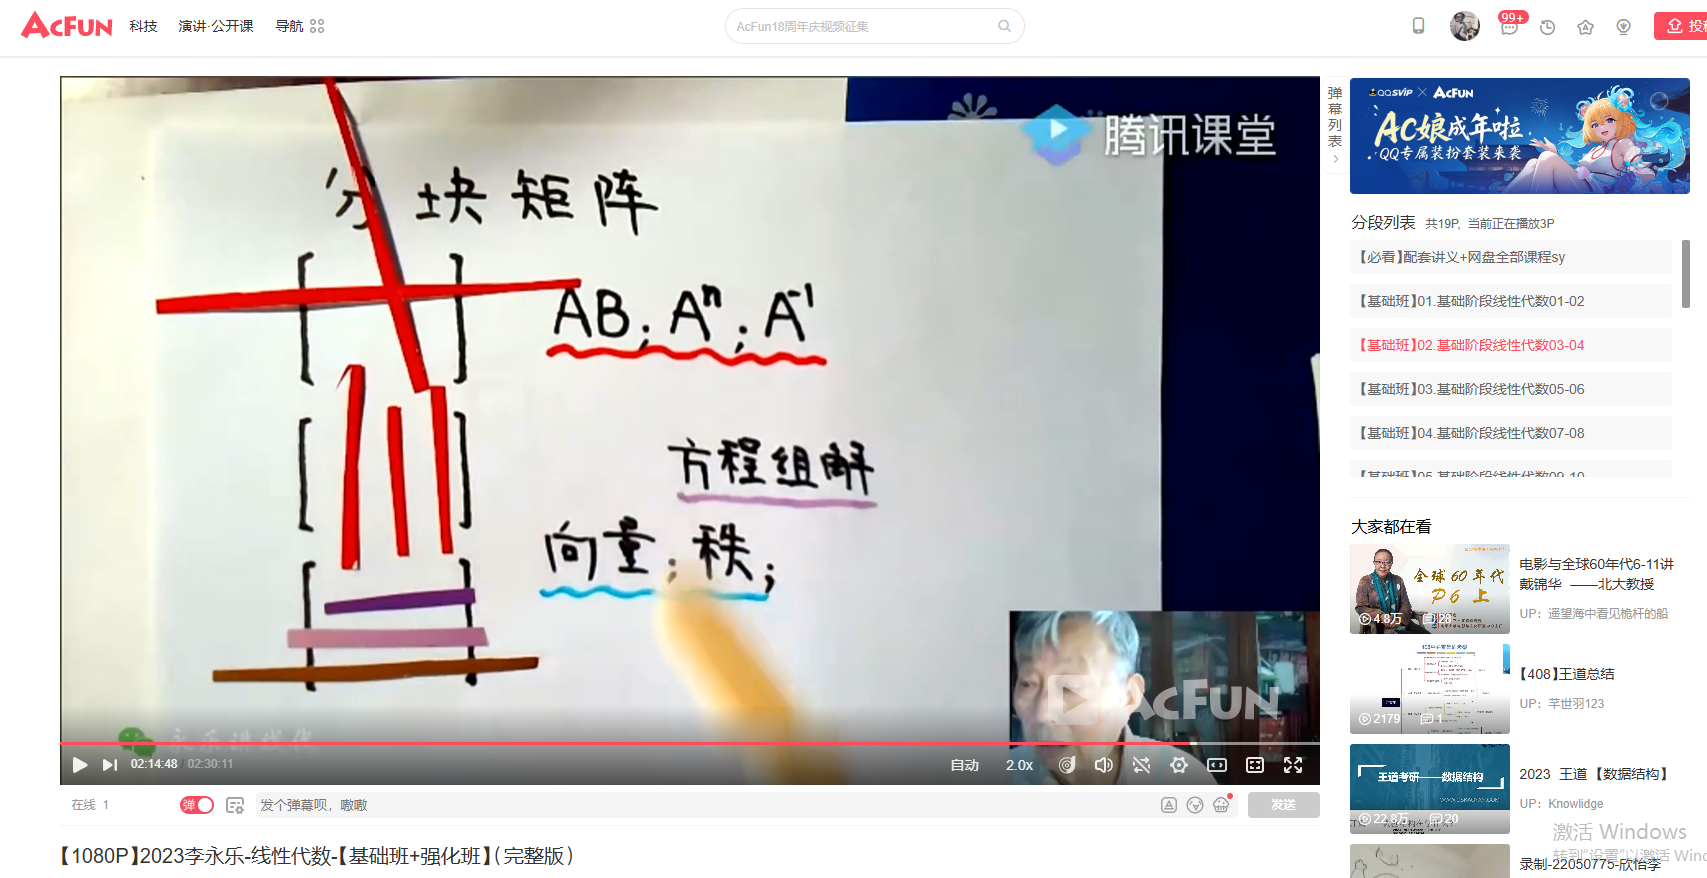 AcFun
科技
演讲·公开课
导航
AcFun18周年庆视频征集
99+
投稿
腾讯课堂
分块矩阵
AB; Aⁿ; A⁻¹
方程组解
向量; 秩;
AcFun
永乐讲线代
02:14:48 / 02:30:11
自动
2.0x
在线 1
弹
发个弹幕呗，嗷嗷
发送
【1080P】2023李永乐-线性代数-【基础班+强化班】（完整版）
弹幕列表
QQSVIP × AcFun
AC娘成年啦
QQ专属装扮套装来袭
分段列表 共19P, 当前正在播放3P
【必看】配套讲义+网盘全部课程sy
【基础班】01.基础阶段线性代数01-02
【基础班】02.基础阶段线性代数03-04
【基础班】03.基础阶段线性代数05-06
【基础班】04.基础阶段线性代数07-08
【基础班】05.基础阶段线性代数09-10
大家都在看
全球60年代
P6 上
4.8万
28
电影与全球60年代6-11讲
戴锦华 ——北大教授
UP：遥望海中看见桅杆的船
2179
1
【408】王道总结
UP：芊世羽123
王道考研——数据结构
22.8万
20
2023 王道【数据结构】
UP：Knowlidge
激活 Windows
转到"设置"以激活 Wind
录制-22050775-欣怡李